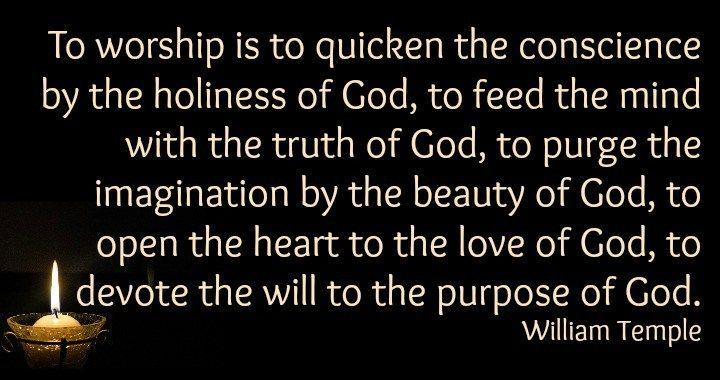 To worship is to quicken the conscience
by the holiness of God, to feed the mind
with the truth of God, to purge the
imagination by the beauty of God, to
open the heart to the love of God, to
devote the will to the purpose of God.
William Temple